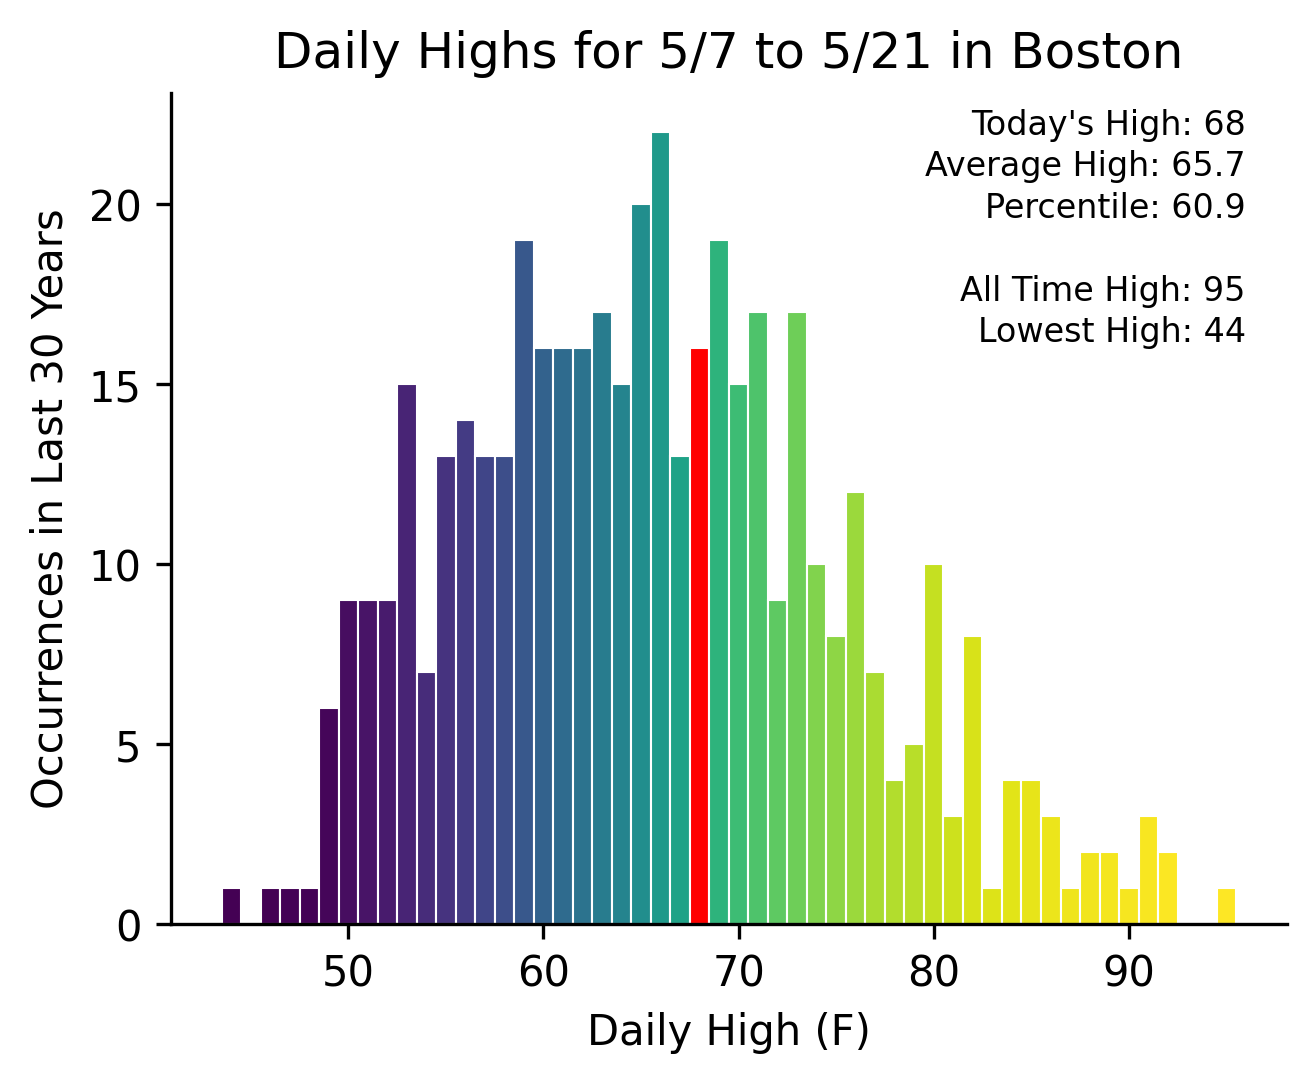 Daily Highs for 5/7 to 5/21 in Boston
Today's High: 68
Average High: 65.7
Percentile: 60.9
All Time High: 95
Lowest High: 44
Occurrences in Last 30 Years
20
15
10
5
0
50 60 70 80 90
Daily High (F)